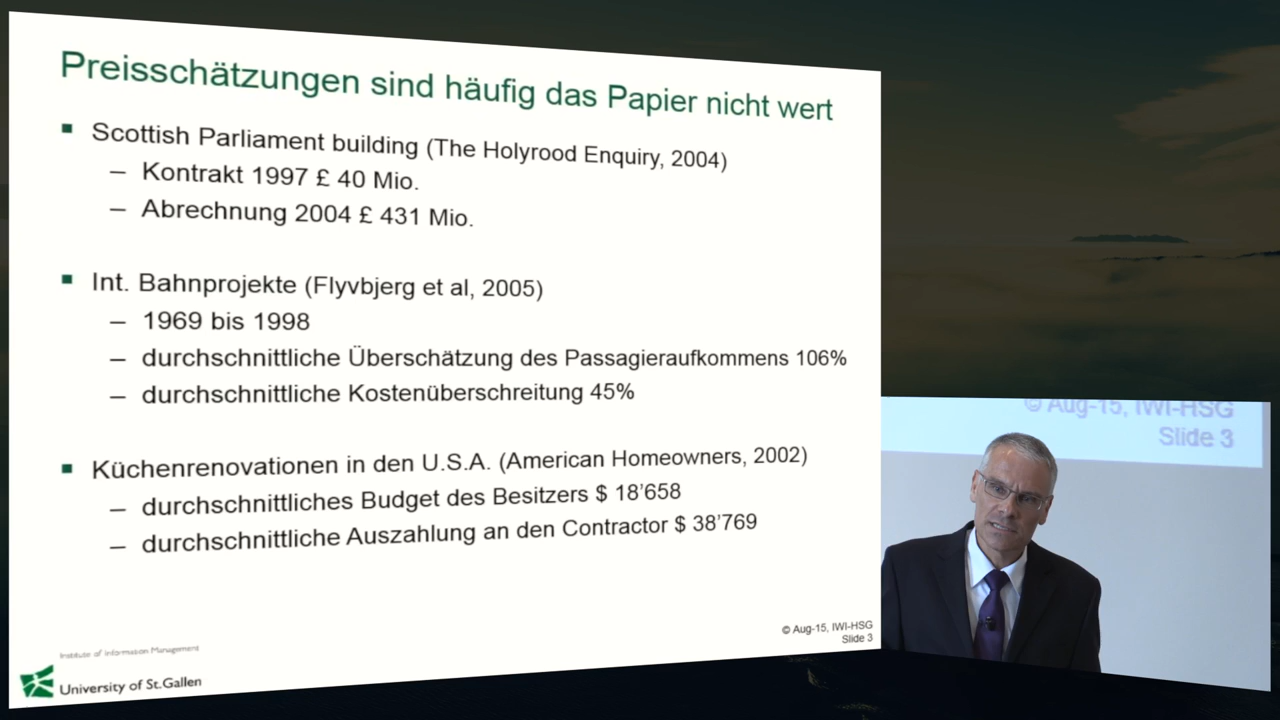 Preisschätzungen sind häufig das Papier nicht wert
▪ Scottish Parliament building (The Holyrood Enquiry, 2004)
– Kontrakt 1997 £ 40 Mio.
– Abrechnung 2004 £ 431 Mio.
▪ Int. Bahnprojekte (Flyvbjerg et al, 2005)
– 1969 bis 1998
– durchschnittliche Überschätzung des Passagieraufkommens 106%
– durchschnittliche Kostenüberschreitung 45%
▪ Küchenrenovationen in den U.S.A. (American Homeowners, 2002)
– durchschnittliches Budget des Besitzers $ 18’658
– durchschnittliche Auszahlung an den Contractor $ 38’769
© Aug-15, IWI-HSG
Slide 3
Institute of Information Management
University of St.Gallen
© Aug-15, IWI-HSG
Slide 3